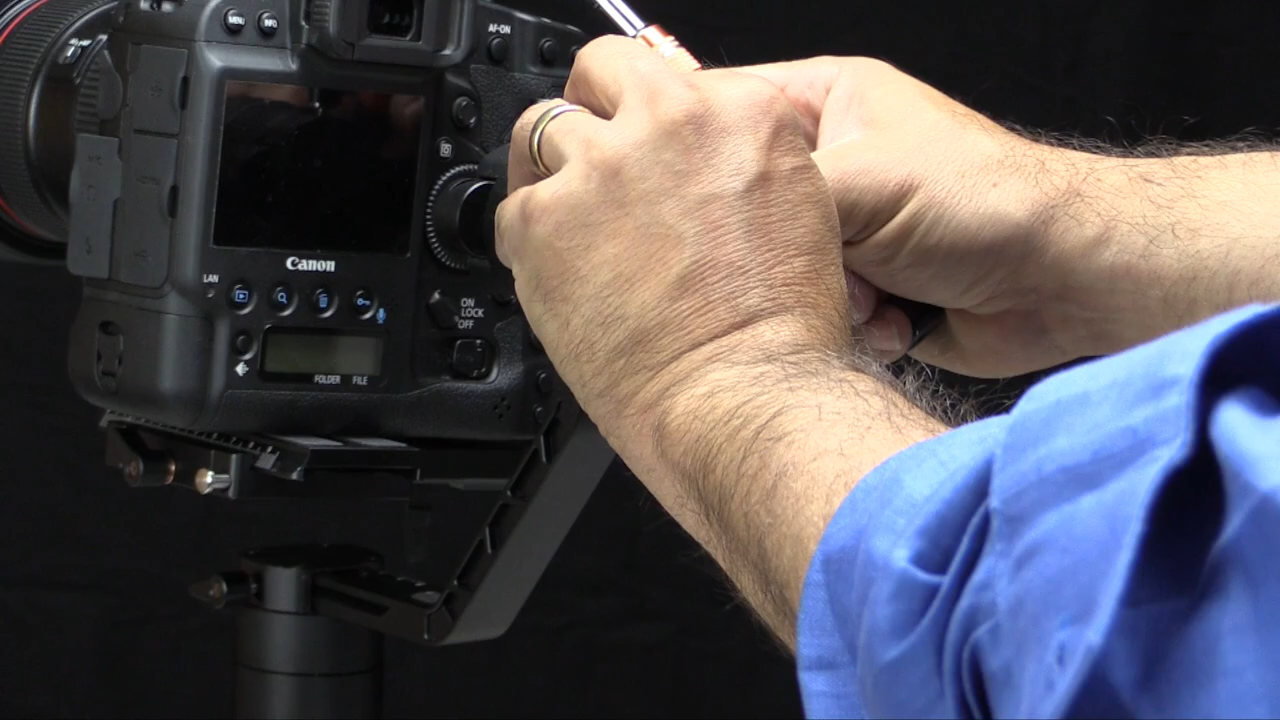 MENU
INFO
AF-ON
Canon
LAN
ON
LOCK
OFF
FOLDER FILE